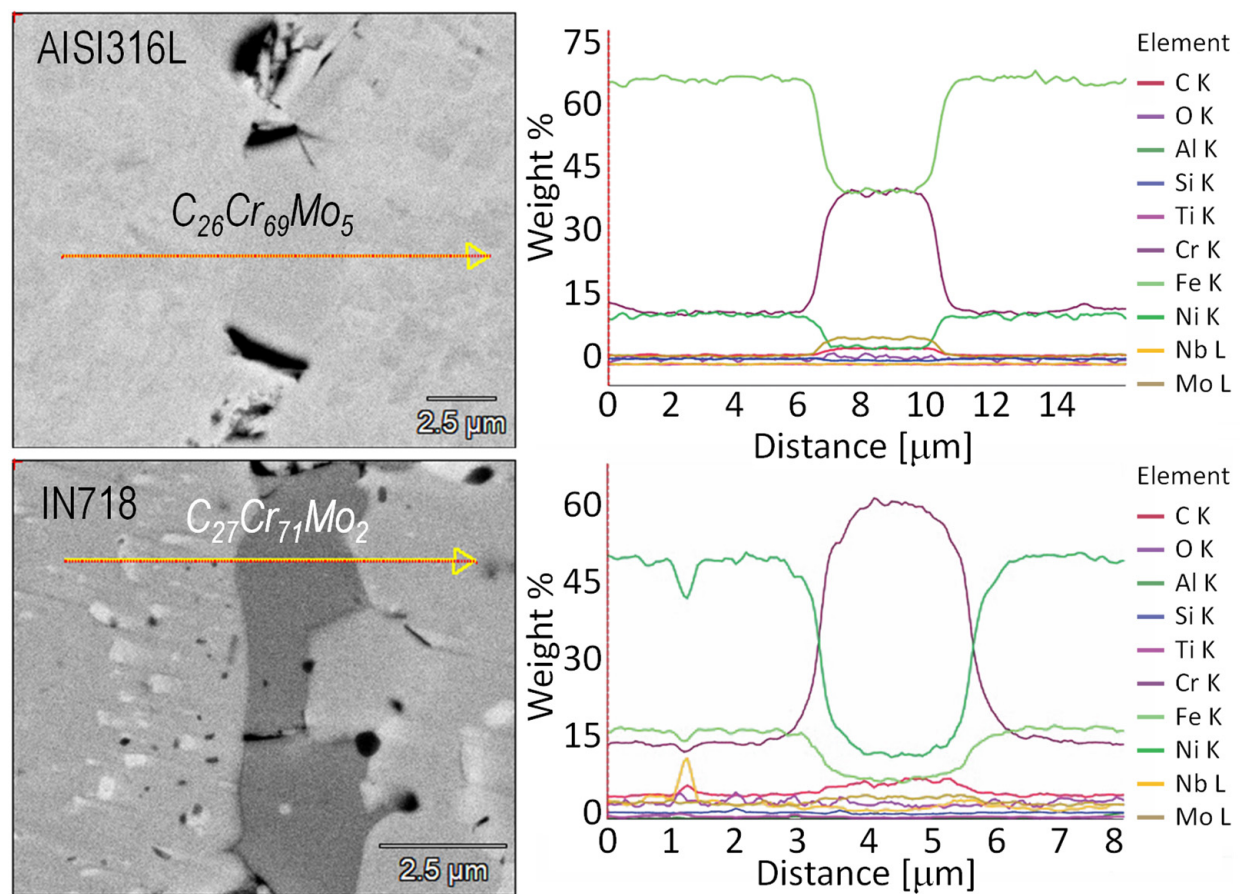 AISI316L
C26Cr69Mo5
2.5 µm
75
60
45
30
15
0
Weight %
0 2 4 6 8 10 12 14
Distance [µm]
Element
C K
O K
Al K
Si K
Ti K
Cr K
Fe K
Ni K
Nb L
Mo L
IN718
C27Cr71Mo2
2.5 µm
60
45
30
15
0
Weight %
0 1 2 3 4 5 6 7 8
Distance [µm]
Element
C K
O K
Al K
Si K
Ti K
Cr K
Fe K
Ni K
Nb L
Mo L